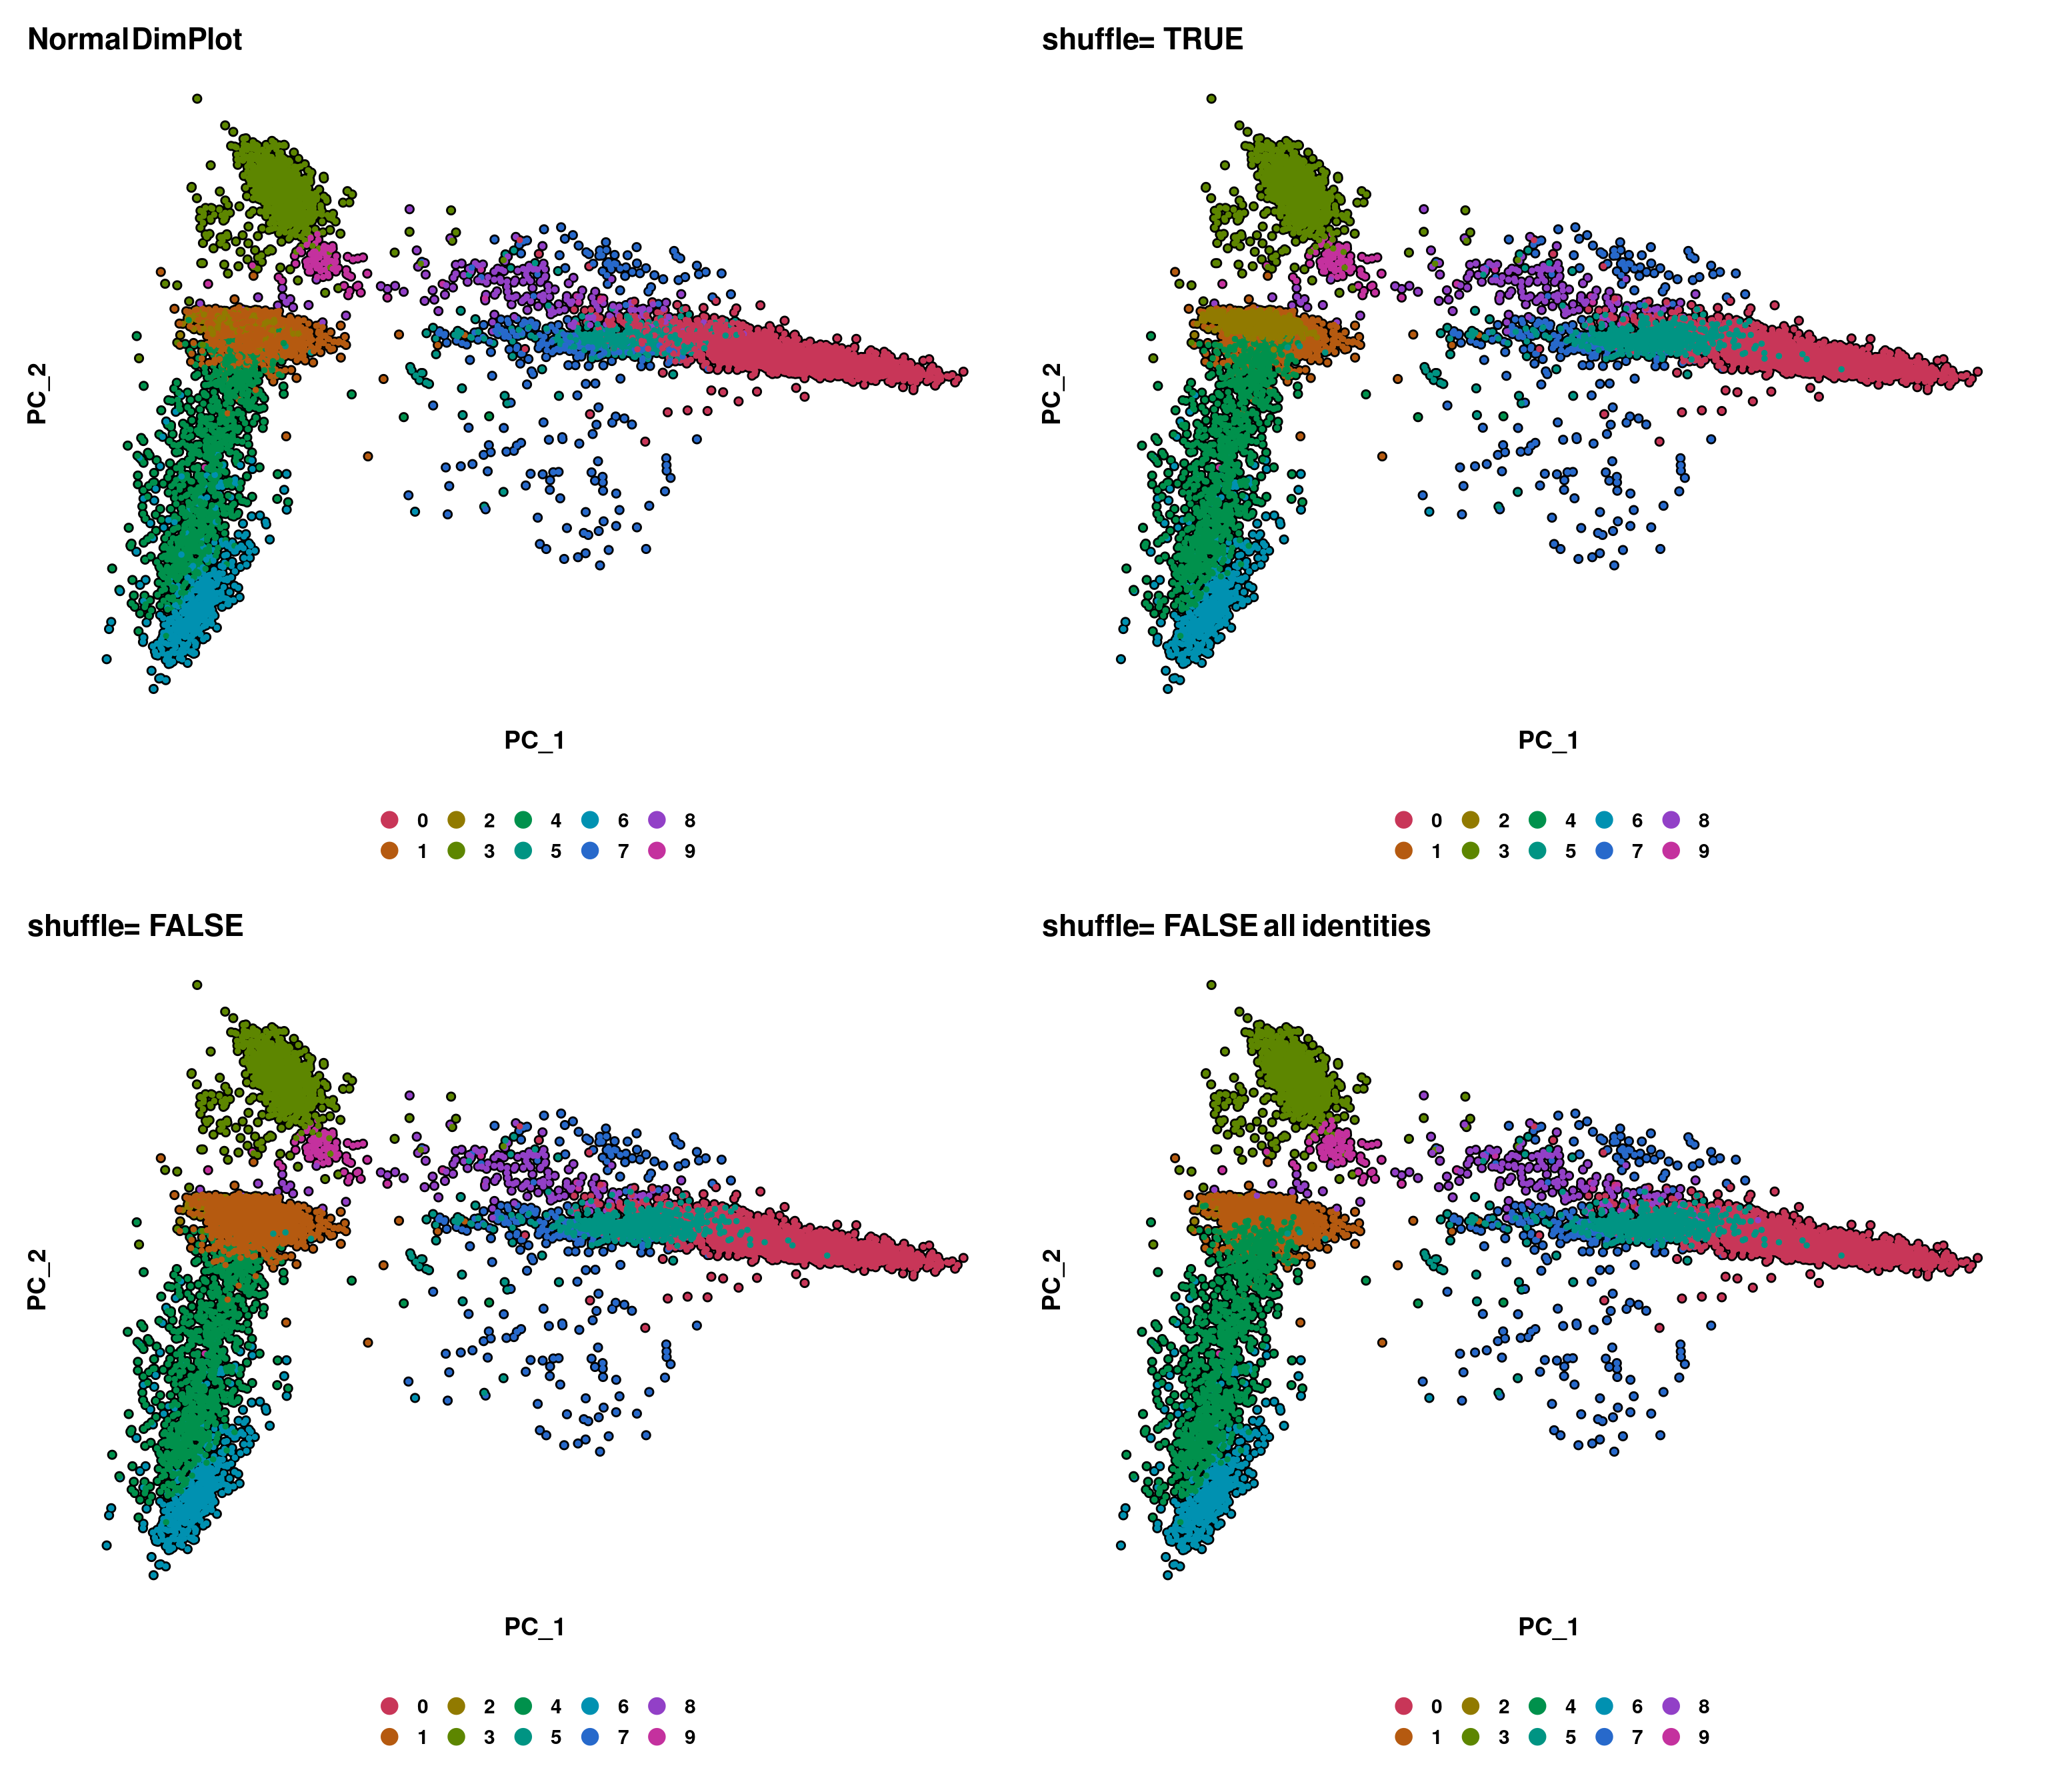 Normal DimPlot
shuffle= TRUE
PC_2
PC_2
PC_1
PC_1
0 2 4 6 8
1 3 5 7 9
0 2 4 6 8
1 3 5 7 9
shuffle= FALSE
shuffle= FALSE all identities
PC_2
PC_2
PC_1
PC_1
0 2 4 6 8
1 3 5 7 9
0 2 4 6 8
1 3 5 7 9